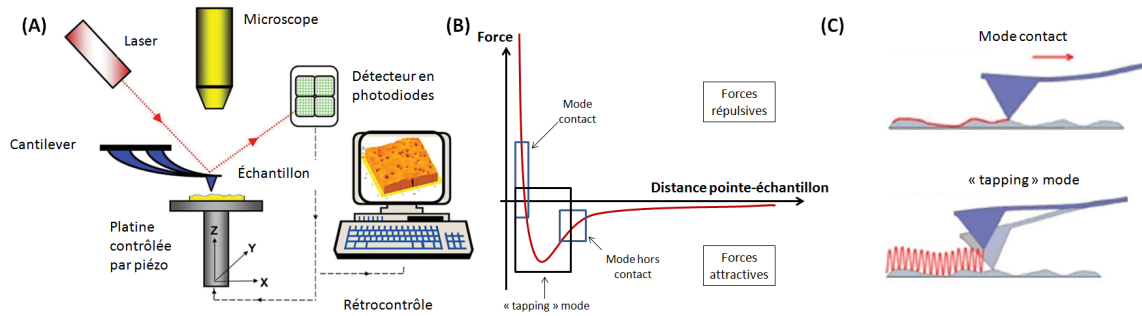 (A)
Microscope
Laser
Détecteur en
photodiodes
Cantilever
Échantillon
Platine
contrôlée
par piézo
Z
Y
X
Rétrocontrôle
(B)
Force
Mode
contact
Forces
répulsives
Distance pointe-échantillon
Mode hors
contact
Forces
attractives
« tapping » mode
(C)
Mode contact
« tapping » mode